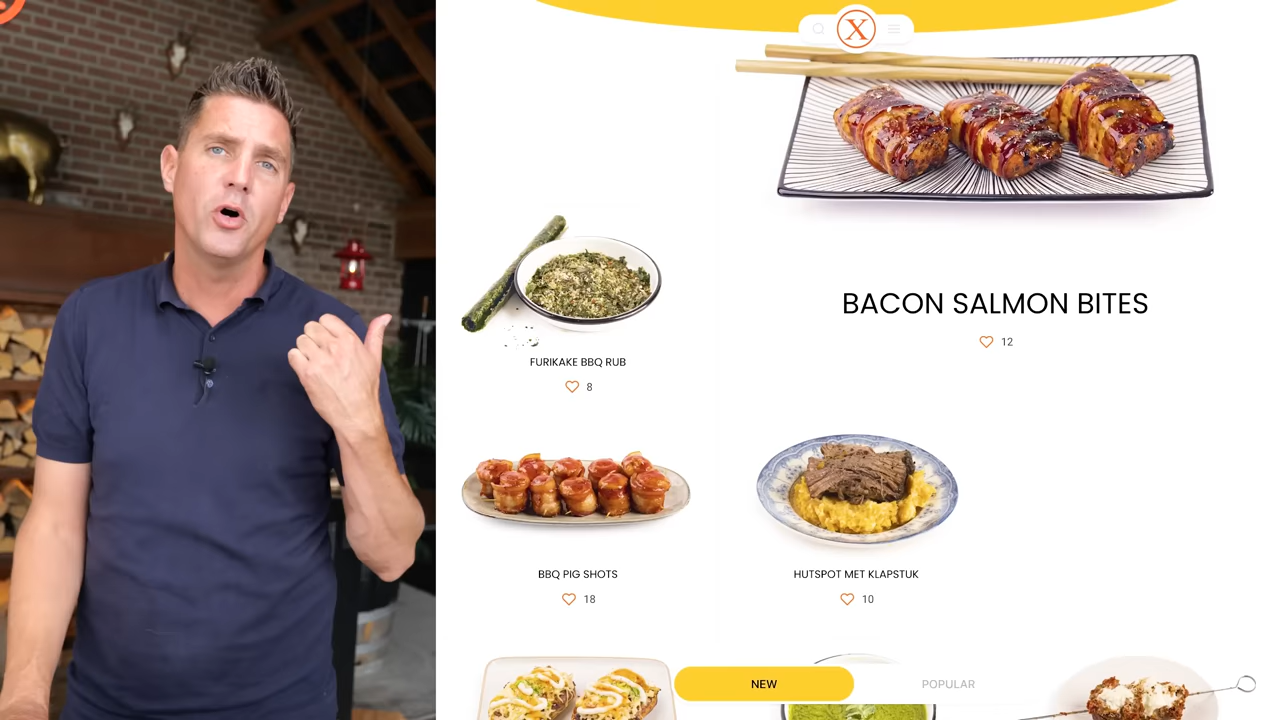 X
FURIKAKE BBQ RUB
8
BACON SALMON BITES
12
BBQ PIG SHOTS
18
HUTSPOT MET KLAPSTUK
10
NEW
POPULAR